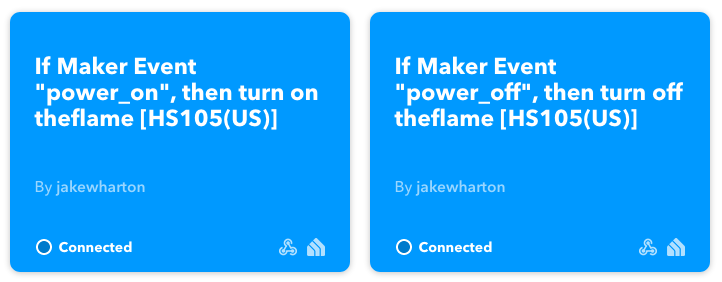 If Maker Event
"power_on", then turn on
theflame [HS105(US)]
By jakewharton
Connected
If Maker Event
"power_off", then turn off
theflame [HS105(US)]
By jakewharton
Connected